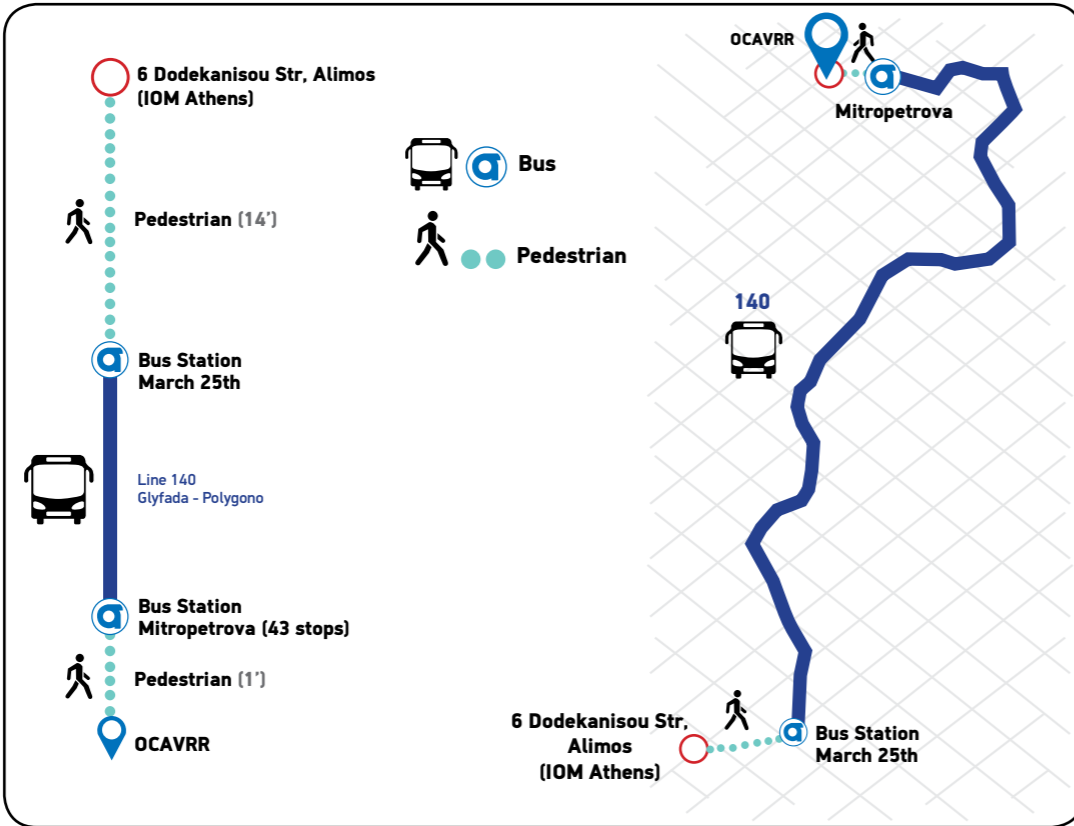 6 Dodekanisou Str, Alimos
(IOM Athens)
Pedestrian (14')
Bus Station
March 25th
Line 140
Glyfada - Polygono
Bus Station
Mitropetrova (43 stops)
Pedestrian (1')
OCAVRR
Bus
Pedestrian
OCAVRR
Mitropetrova
140
6 Dodekanisou Str,
Alimos
(IOM Athens)
Bus Station
March 25th